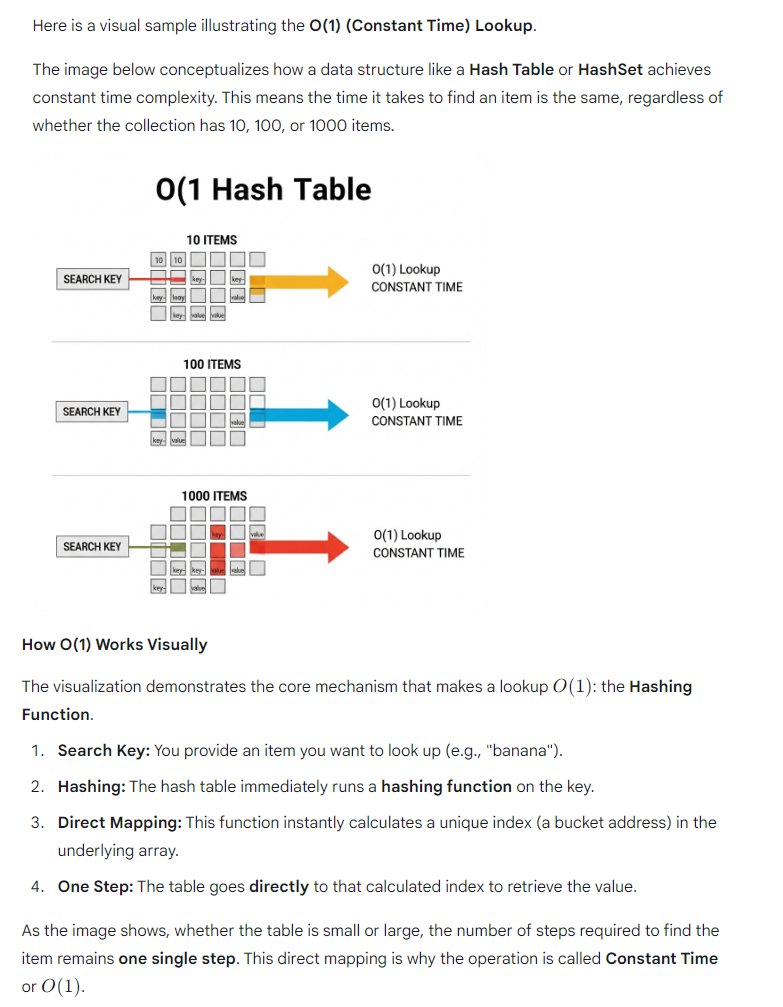 Here is a visual sample illustrating the O(1) (Constant Time) Lookup.
The image below conceptualizes how a data structure like a Hash Table or HashSet achieves
constant time complexity. This means the time it takes to find an item is the same, regardless of
whether the collection has 10, 100, or 1000 items.
O(1 Hash Table
10 ITEMS
10 10
SEARCH KEY
key- key-
key- value
key- value value
O(1) Lookup
CONSTANT TIME
100 ITEMS
SEARCH KEY
value
key- value
O(1) Lookup
CONSTANT TIME
1000 ITEMS
SEARCH KEY
key- value
key- key- value value
key- value
O(1) Lookup
CONSTANT TIME
How O(1) Works Visually
The visualization demonstrates the core mechanism that makes a lookup O(1): the Hashing
Function.
1. Search Key: You provide an item you want to look up (e.g., "banana").
2. Hashing: The hash table immediately runs a hashing function on the key.
3. Direct Mapping: This function instantly calculates a unique index (a bucket address) in the
underlying array.
4. One Step: The table goes directly to that calculated index to retrieve the value.
As the image shows, whether the table is small or large, the number of steps required to find the
item remains one single step. This direct mapping is why the operation is called Constant Time
or O(1).